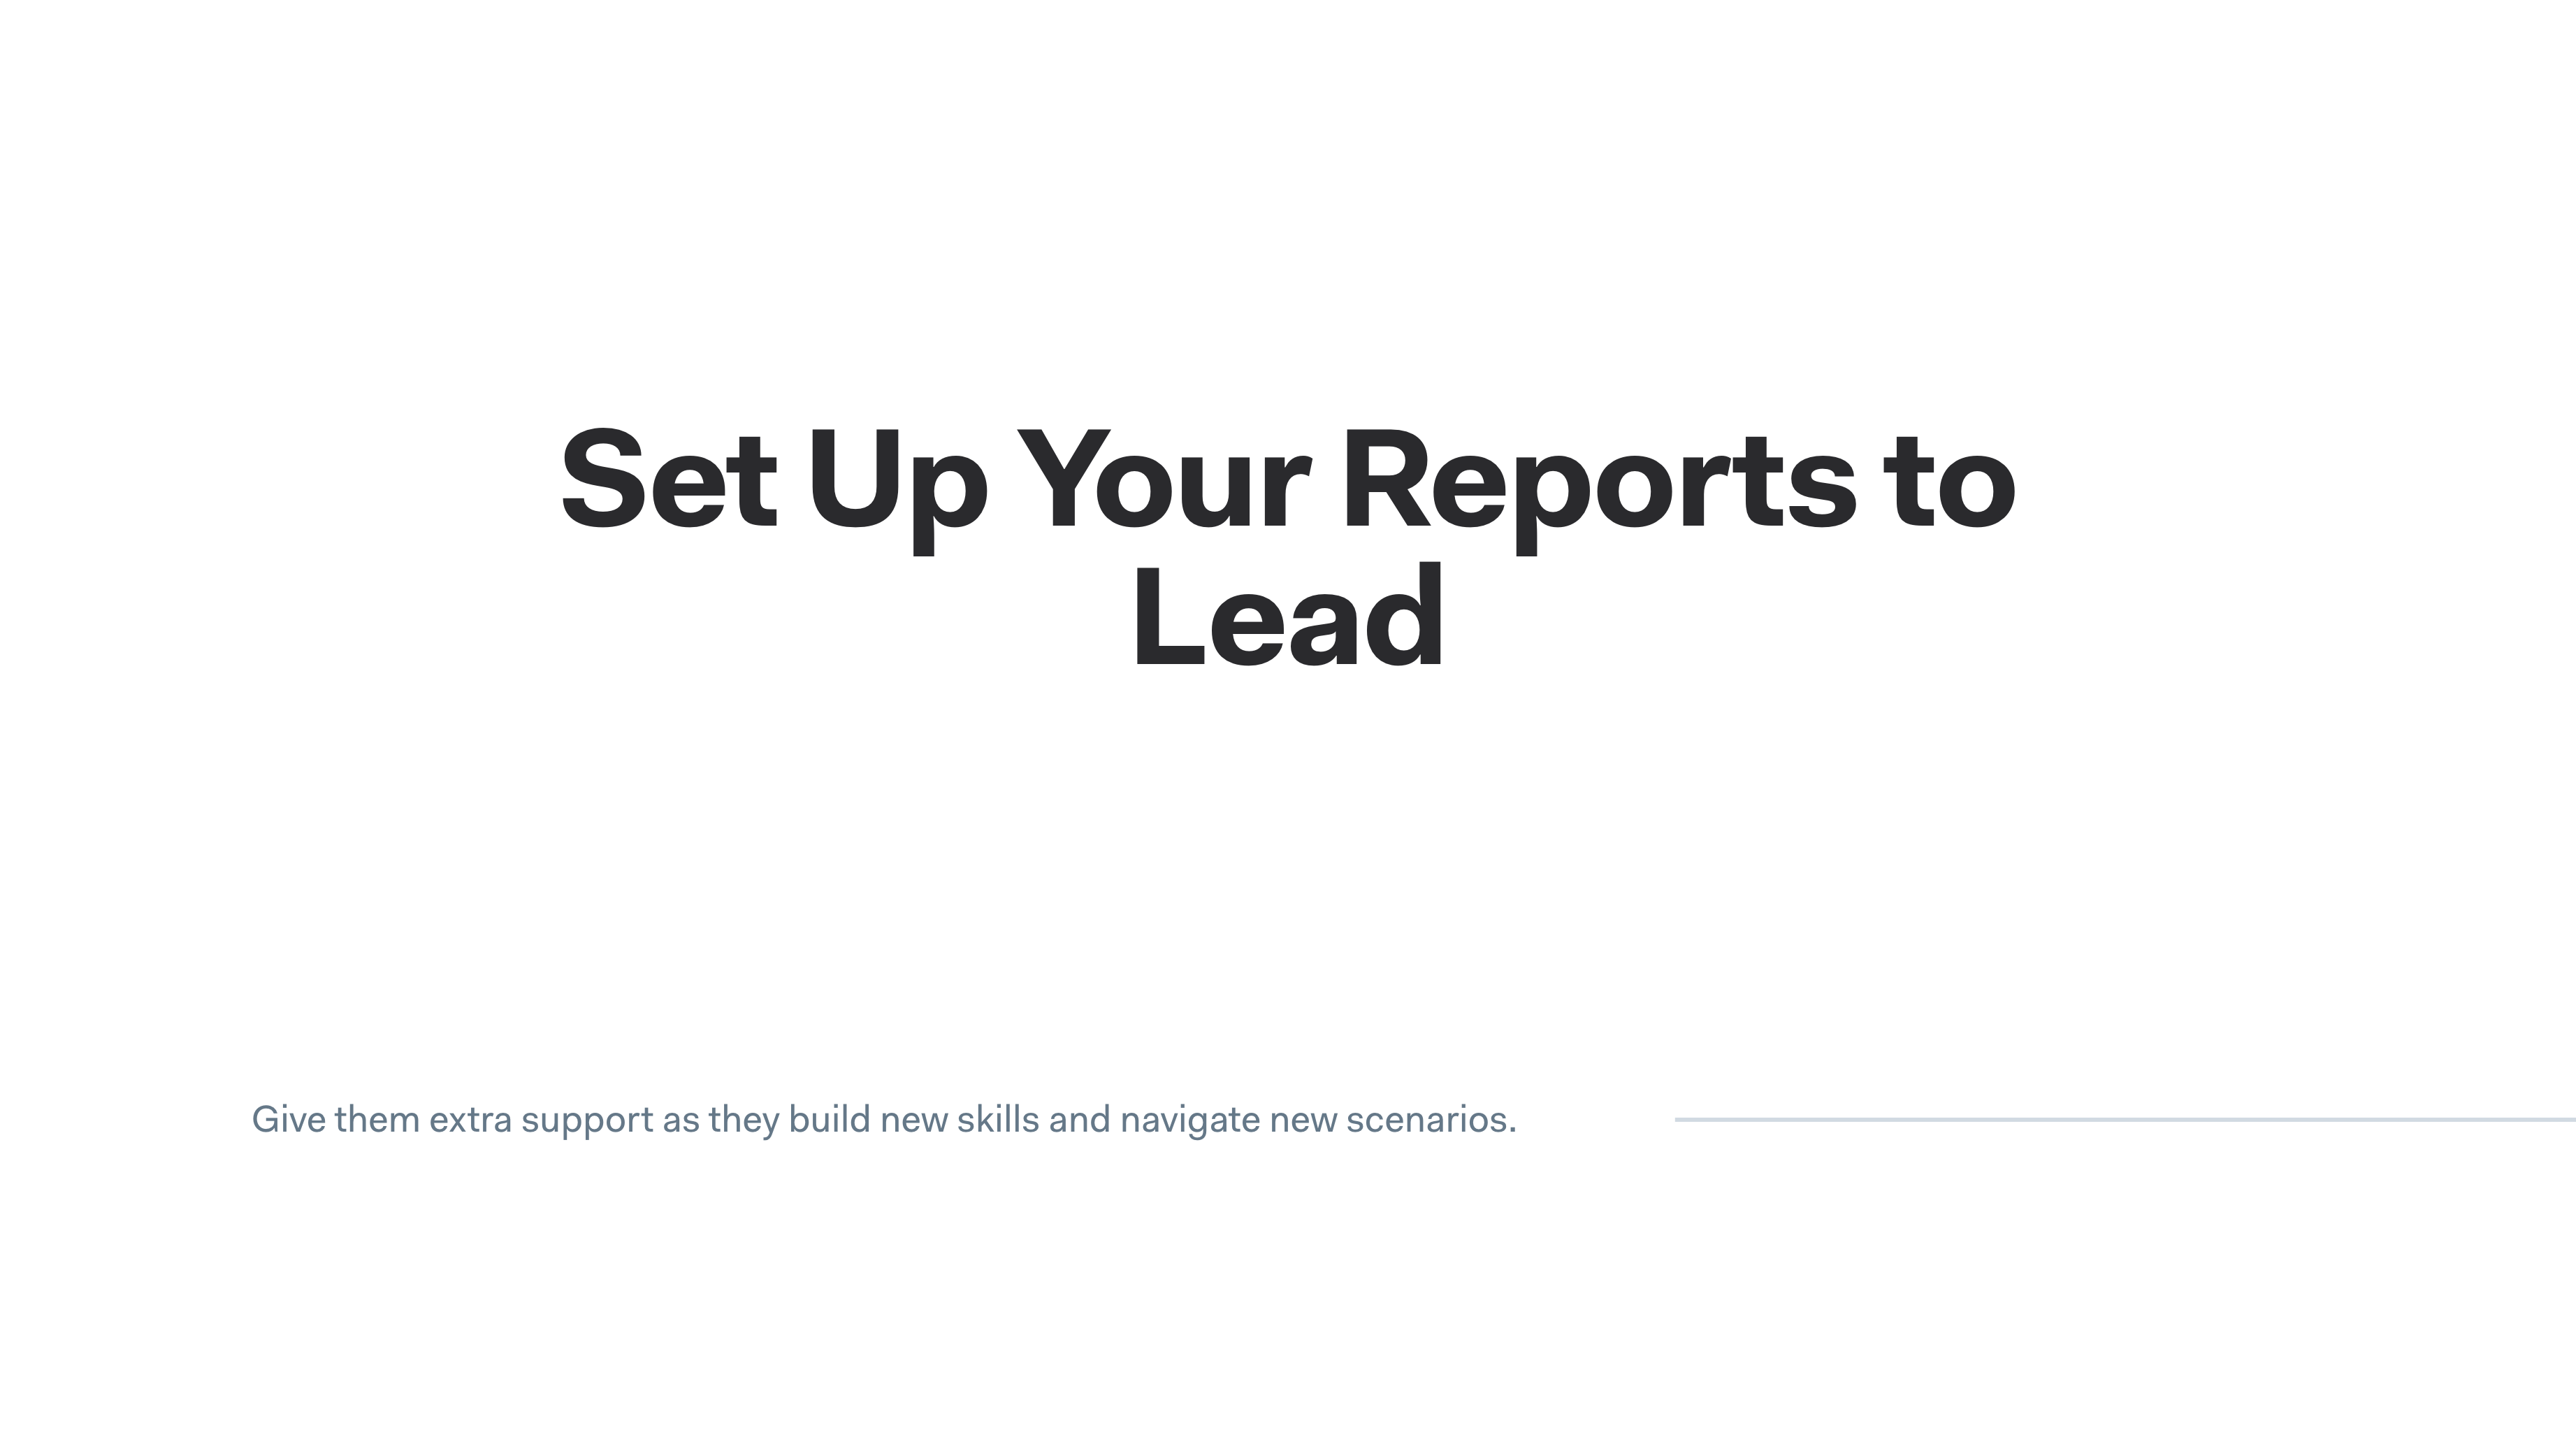 Set Up Your Reports to
Lead
Give them extra support as they build new skills and navigate new scenarios.